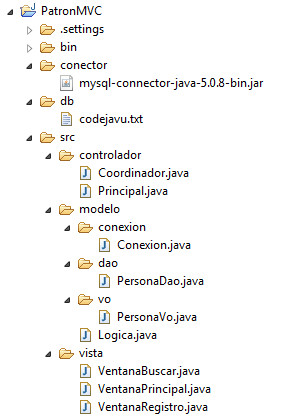 PatronMVC
.settings
bin
conector
mysql-connector-java-5.0.8-bin.jar
db
codejavu.txt
src
controlador
Coordinador.java
Principal.java
modelo
conexion
Conexion.java
dao
PersonaDao.java
vo
PersonaVo.java
Logica.java
vista
VentanaBuscar.java
VentanaPrincipal.java
VentanaRegistro.java